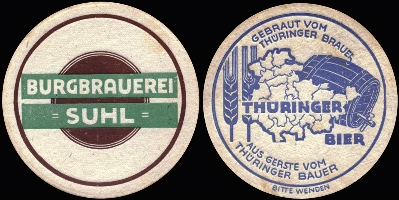 BURGBRAUEREI
= SUHL =
GEBRAUT VOM
THÜRINGER BRAUER
THÜRINGER
BIER
AUS GERSTE VOM
THÜRINGER BAUER
BITTE WENDEN